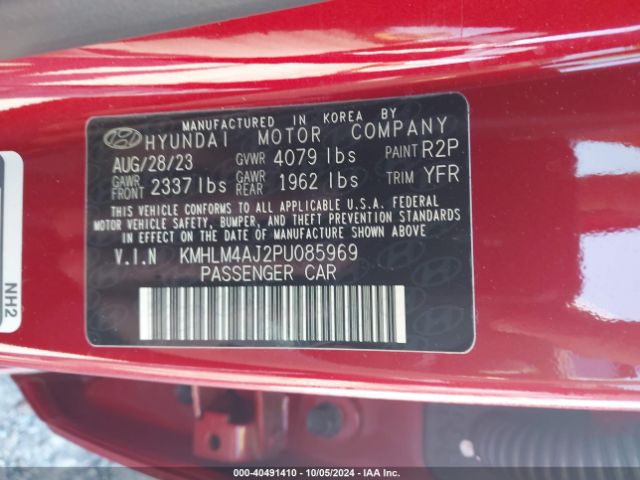 MANUFACTURED IN KOREA BY
HYUNDAI MOTOR COMPANY
AUG/28/23 GVWR 4079 lbs PAINT R2P
GAWR FRONT 2337 lbs GAWR REAR 1962 lbs TRIM YFR
THIS VEHICLE CONFORMS TO ALL APPLICABLE U.S.A. FEDERAL
MOTOR VEHICLE SAFETY, BUMPER, AND THEFT PREVENTION STANDARDS
IN EFFECT ON THE DATE OF MANUFACTURE SHOWN ABOVE
V.I.N KMHLM4AJ2PU085969
PASSENGER CAR
NH2
000-40491410 - 10/05/2024 - IAA Inc.